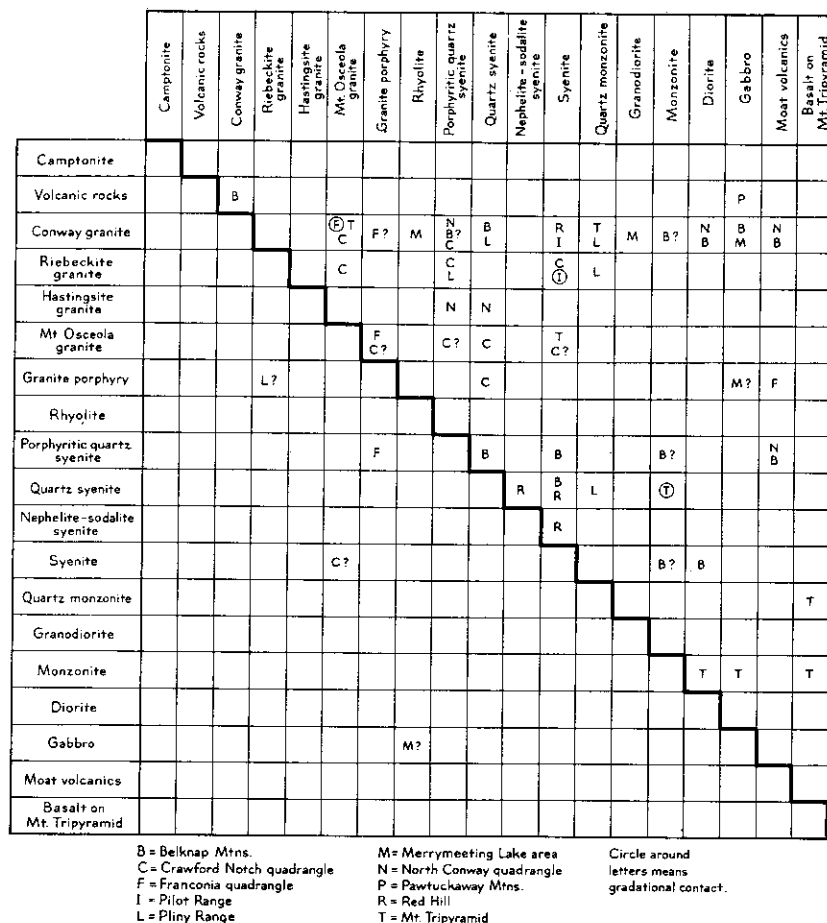 Camptonite
Volcanic rocks
Conway granite
Riebeckite granite
Hastingsite granite
Mt. Osceola granite
Granite porphyry
Rhyolite
Porphyritic quartz syenite
Quartz syenite
Nephelite-sodalite syenite
Syenite
Quartz monzonite
Granodiorite
Monzonite
Diorite
Gabbro
Moat volcanics
Basalt on Mt. Tripyramid
Camptonite
Volcanic rocks B P
Conway granite F T C F? M N B? C B L R I T L M B? N B B M N B
Riebeckite granite C C L C I L
Hastingsite granite N N
Mt Osceola granite F C? C? C T C?
Granite porphyry L? C M? F
Rhyolite
Porphyritic quartz syenite F B B B? N B
Quartz syenite R B R L T
Nephelite-sodalite syenite R
Syenite C? B? B
Quartz monzonite T
Granodiorite
Monzonite T T T
Diorite
Gabbro M?
Moat volcanics
Basalt on Mt. Tripyramid
B = Belknap Mtns.
C = Crawford Notch quadrangle
F = Franconia quadrangle
I = Pilot Range
L = Pliny Range
M = Merrymeeting Lake area
N = North Conway quadrangle
P = Pawtuckaway Mtns.
R = Red Hill
T = Mt. Tripyramid
Circle around
letters means
gradational contact.